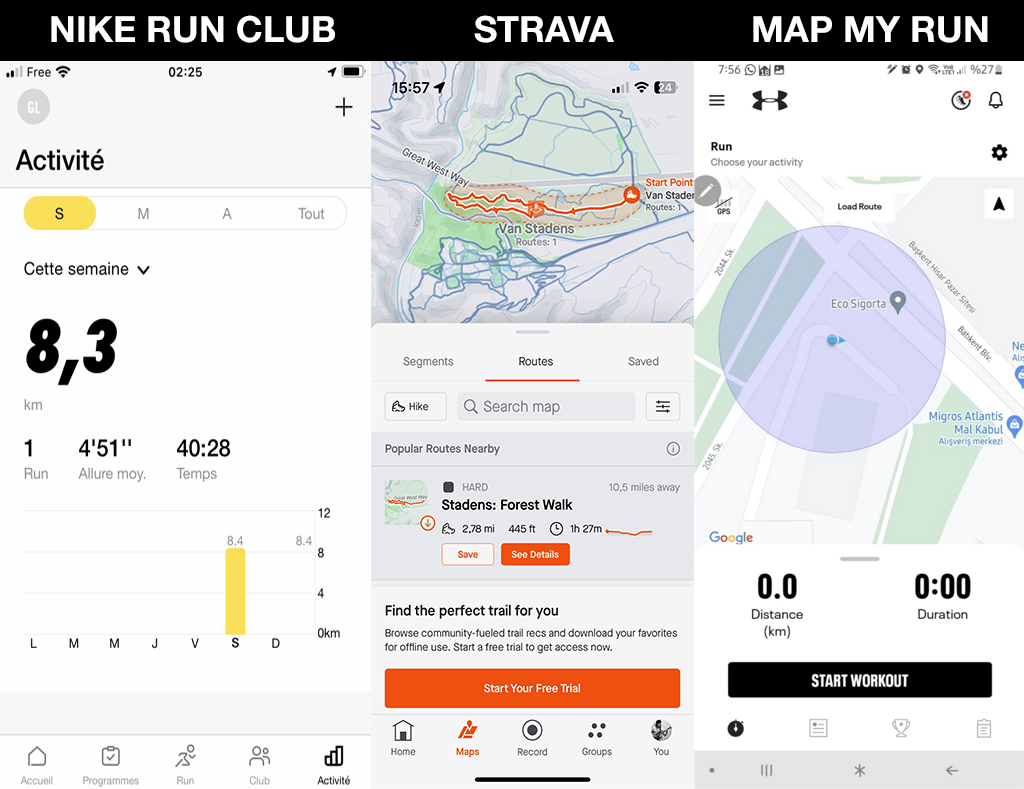 NIKE RUN CLUB
STRAVA
MAP MY RUN
Free
02:25
GL
Activité
S
M
A
Tout
Cette semaine
8,3
km
1
4'51''
40:28
Run
Allure moy.
Temps
12
8.4
8.4
8
4
0km
L
M
M
J
V
S
D
Accueil
Programmes
Run
Club
Activité
15:57
24
Great West Way
Start Point
Van Staden
Routes:1
Van Stadens
Routes: 1
Segments
Routes
Saved
Hike
Search map
Popular Routes Nearby
HARD
10,5 miles away
Great West Way
Stadens: Forest Walk
2,78 mi
445 ft
1h 27m
Save
See Details
Find the perfect trail for you
Browse community-fueled trail recs and download your favorites
for offline use. Start a free trial to get access now.
Start Your Free Trial
Home
Maps
Record
Groups
You
7:56
%27
Run
Choose your activity
GPS
Load Route
2044. Sk.
Başkent Hisar Pazar Sitesi
Eco Sigorta
Batıkent Blv.
Ne
Alış
Migros Atlantis
Mal Kabul
Alışveriş merkezi
2045. Sk.
Google
0.0
0:00
Distance
(km)
Duration
START WORKOUT